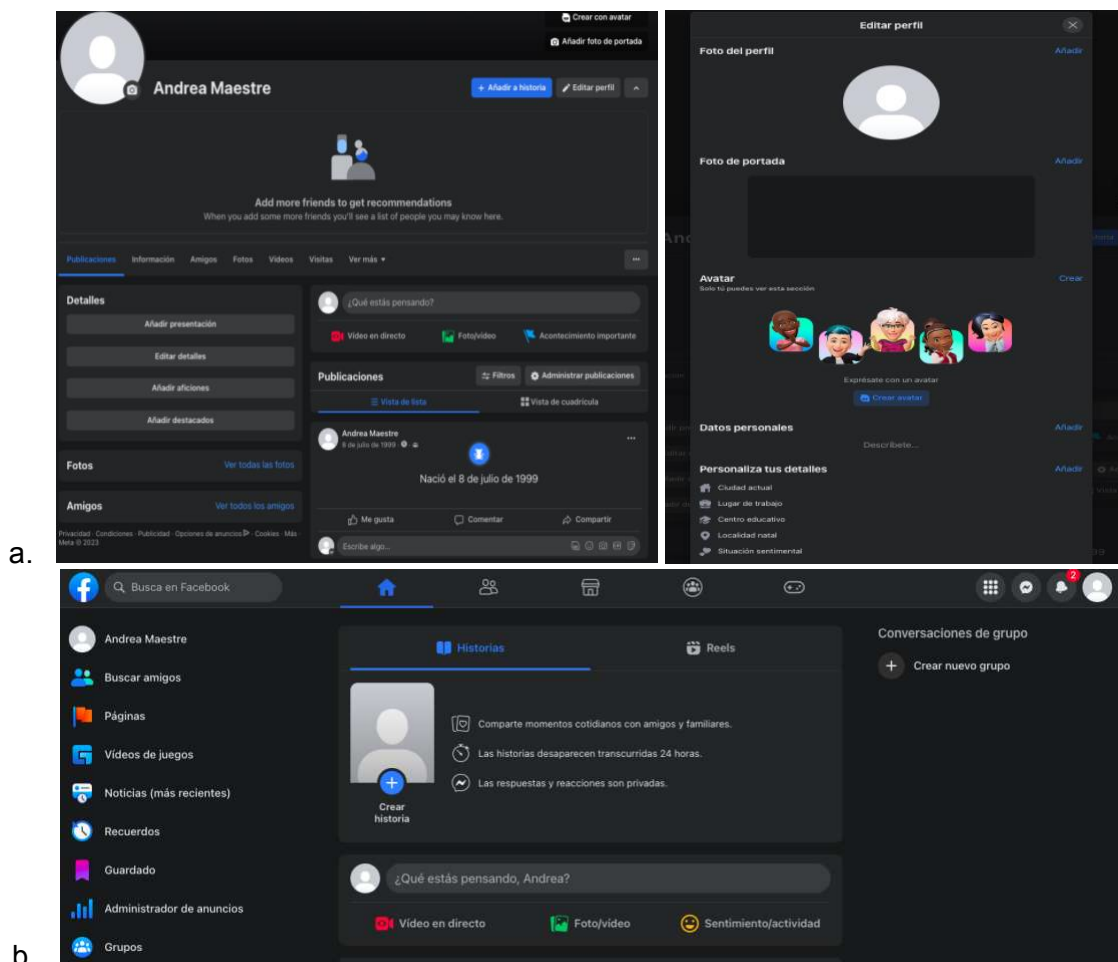 Crear con avatar
Añadir foto de portada
Andrea Maestre
+ Añadir a historia
Editar perfil
Add more friends to get recommendations
When you add some more friends you'll see a list of people you may know here.
Publicaciones Información Amigos Fotos Vídeos Visitas Ver más
Detalles
Añadir presentación
Editar detalles
Añadir aficiones
Añadir destacados
Fotos
Ver todas las fotos
Amigos
Ver todos los amigos
Privacidad · Condiciones · Publicidad · Opciones de anuncios · Cookies · Más ·
Meta © 2023
¿Qué estás pensando?
Vídeo en directo
Foto/vídeo
Acontecimiento importante
Publicaciones
Filtros
Administrar publicaciones
Vista de lista
Vista de cuadrícula
Andrea Maestre
8 de julio de 1999
Nació el 8 de julio de 1999
Me gusta
Comentar
Compartir
Escribe algo...
Editar perfil
Foto del perfil
Añadir
Foto de portada
Añadir
Avatar
Crear
Solo tú puedes ver esta sección
Exprésate con un avatar
Crear avatar
Datos personales
Añadir
Descríbete...
Personaliza tus detalles
Añadir
Ciudad actual
Lugar de trabajo
Centro educativo
Localidad natal
Situación sentimental
a.
Busca en Facebook
2
Andrea Maestre
Buscar amigos
Páginas
Vídeos de juegos
Noticias (más recientes)
Recuerdos
Guardado
Administrador de anuncios
Grupos
Historias
Reels
Crear
historia
Comparte momentos cotidianos con amigos y familiares.
Las historias desaparecen transcurridas 24 horas.
Las respuestas y reacciones son privadas.
¿Qué estás pensando, Andrea?
Vídeo en directo
Foto/vídeo
Sentimiento/actividad
Conversaciones de grupo
Crear nuevo grupo
b